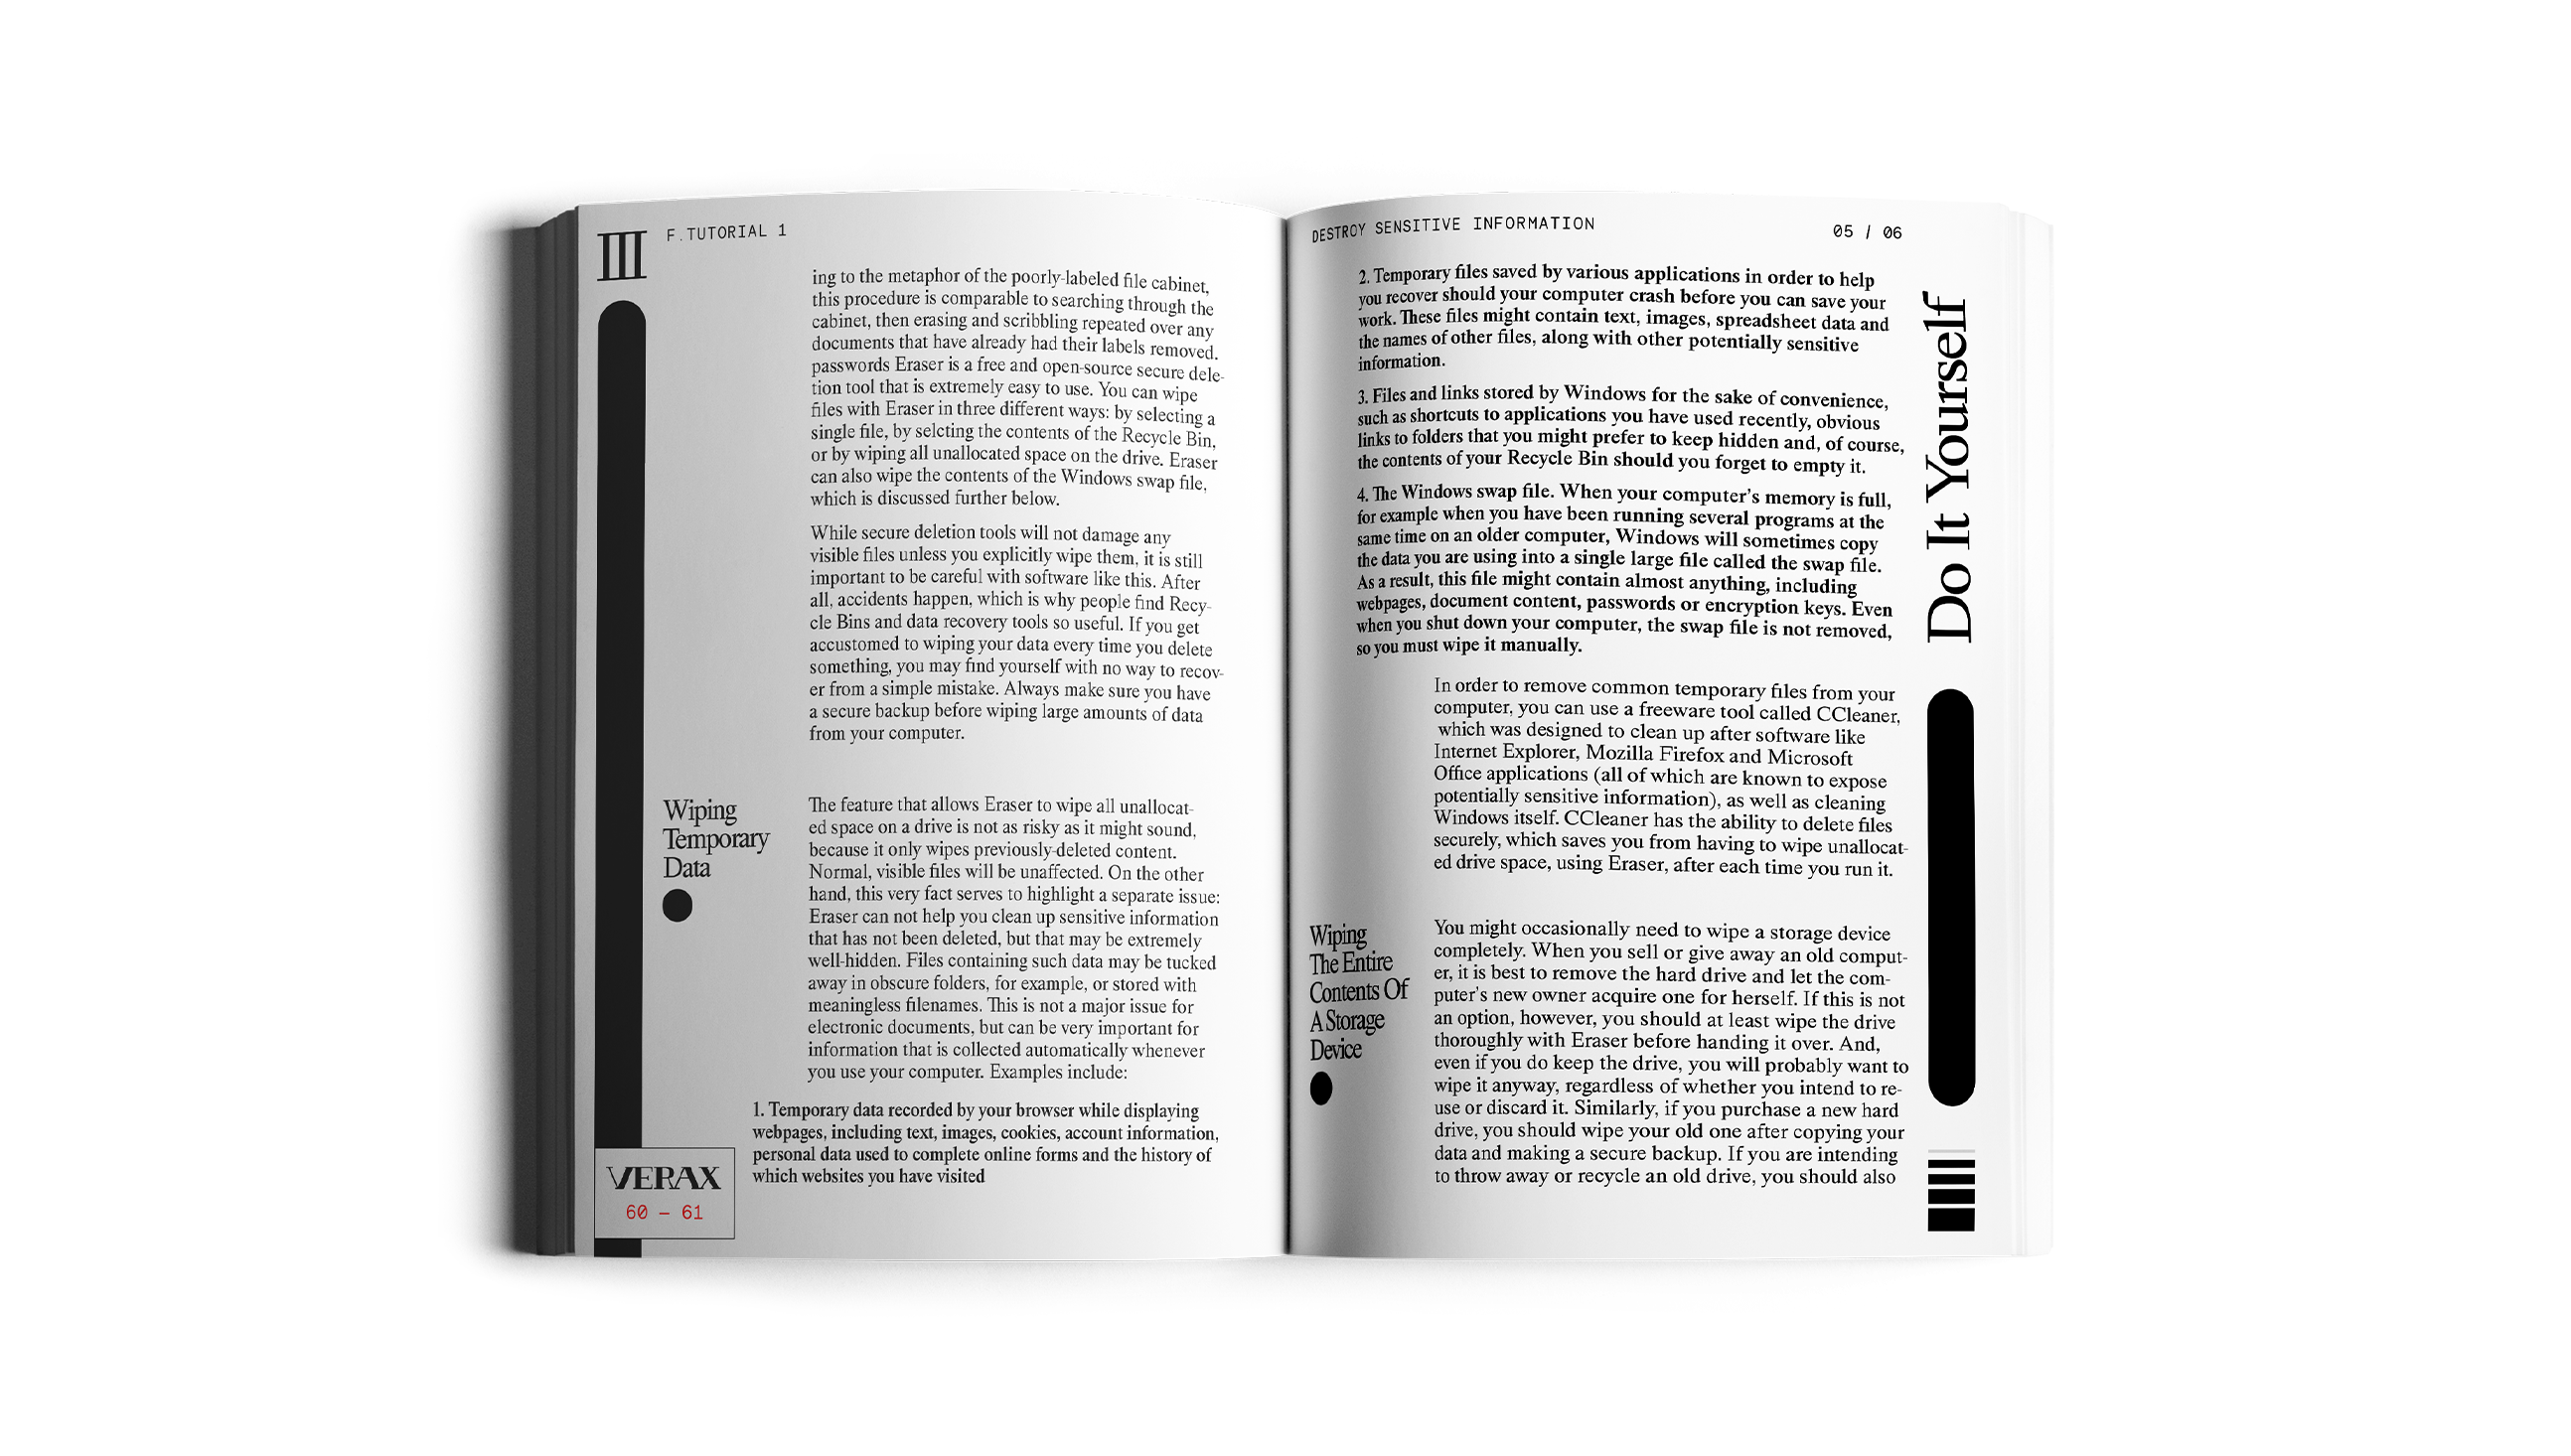 III
F.TUTORIAL 1
ing to the metaphor of the poorly-labeled file cabinet,
this procedure is comparable to searching through the
cabinet, then erasing and scribbling repeated over any
documents that have already had their labels removed.
passwords Eraser is a free and open-source secure dele-
tion tool that is extremely easy to use. You can wipe
files with Eraser in three different ways: by selecting a
single file, by selcting the contents of the Recycle Bin,
or by wiping all unallocated space on the drive. Eraser
can also wipe the contents of the Windows swap file,
which is discussed further below.
While secure deletion tools will not damage any
visible files unless you explicitly wipe them, it is still
important to be careful with software like this. After
all, accidents happen, which is why people find Recy-
cle Bins and data recovery tools so useful. If you get
accustomed to wiping your data every time you delete
something, you may find yourself with no way to recov-
er from a simple mistake. Always make sure you have
a secure backup before wiping large amounts of data
from your computer.
Wiping
Temporary
Data
The feature that allows Eraser to wipe all unallocat-
ed space on a drive is not as risky as it might sound,
because it only wipes previously-deleted content.
Normal, visible files will be unaffected. On the other
hand, this very fact serves to highlight a separate issue:
Eraser can not help you clean up sensitive information
that has not been deleted, but that may be extremely
well-hidden. Files containing such data may be tucked
away in obscure folders, for example, or stored with
meaningless filenames. This is not a major issue for
electronic documents, but can be very important for
information that is collected automatically whenever
you use your computer. Examples include:
1. Temporary data recorded by your browser while displaying
webpages, including text, images, cookies, account information,
personal data used to complete online forms and the history of
which websites you have visited
VERAX
60 – 61
DESTROY SENSITIVE INFORMATION
05 / 06
2. Temporary files saved by various applications in order to help
you recover should your computer crash before you can save your
work. These files might contain text, images, spreadsheet data and
the names of other files, along with other potentially sensitive
information.
3. Files and links stored by Windows for the sake of convenience,
such as shortcuts to applications you have used recently, obvious
links to folders that you might prefer to keep hidden and, of course,
the contents of your Recycle Bin should you forget to empty it.
4. The Windows swap file. When your computer's memory is full,
for example when you have been running several programs at the
same time on an older computer, Windows will sometimes copy
the data you are using into a single large file called the swap file.
As a result, this file might contain almost anything, including
webpages, document content, passwords or encryption keys. Even
when you shut down your computer, the swap file is not removed,
so you must wipe it manually.
In order to remove common temporary files from your
computer, you can use a freeware tool called CCleaner,
which was designed to clean up after software like
Internet Explorer, Mozilla Firefox and Microsoft
Office applications (all of which are known to expose
potentially sensitive information), as well as cleaning
Windows itself. CCleaner has the ability to delete files
securely, which saves you from having to wipe unallocat-
ed drive space, using Eraser, after each time you run it.
Wiping
The Entire
Contents Of
A Storage
Device
You might occasionally need to wipe a storage device
completely. When you sell or give away an old comput-
er, it is best to remove the hard drive and let the com-
puter's new owner acquire one for herself. If this is not
an option, however, you should at least wipe the drive
thoroughly with Eraser before handing it over. And,
even if you do keep the drive, you will probably want to
wipe it anyway, regardless of whether you intend to re-
use or discard it. Similarly, if you purchase a new hard
drive, you should wipe your old one after copying your
data and making a secure backup. If you are intending
to throw away or recycle an old drive, you should also
Do It Yourself